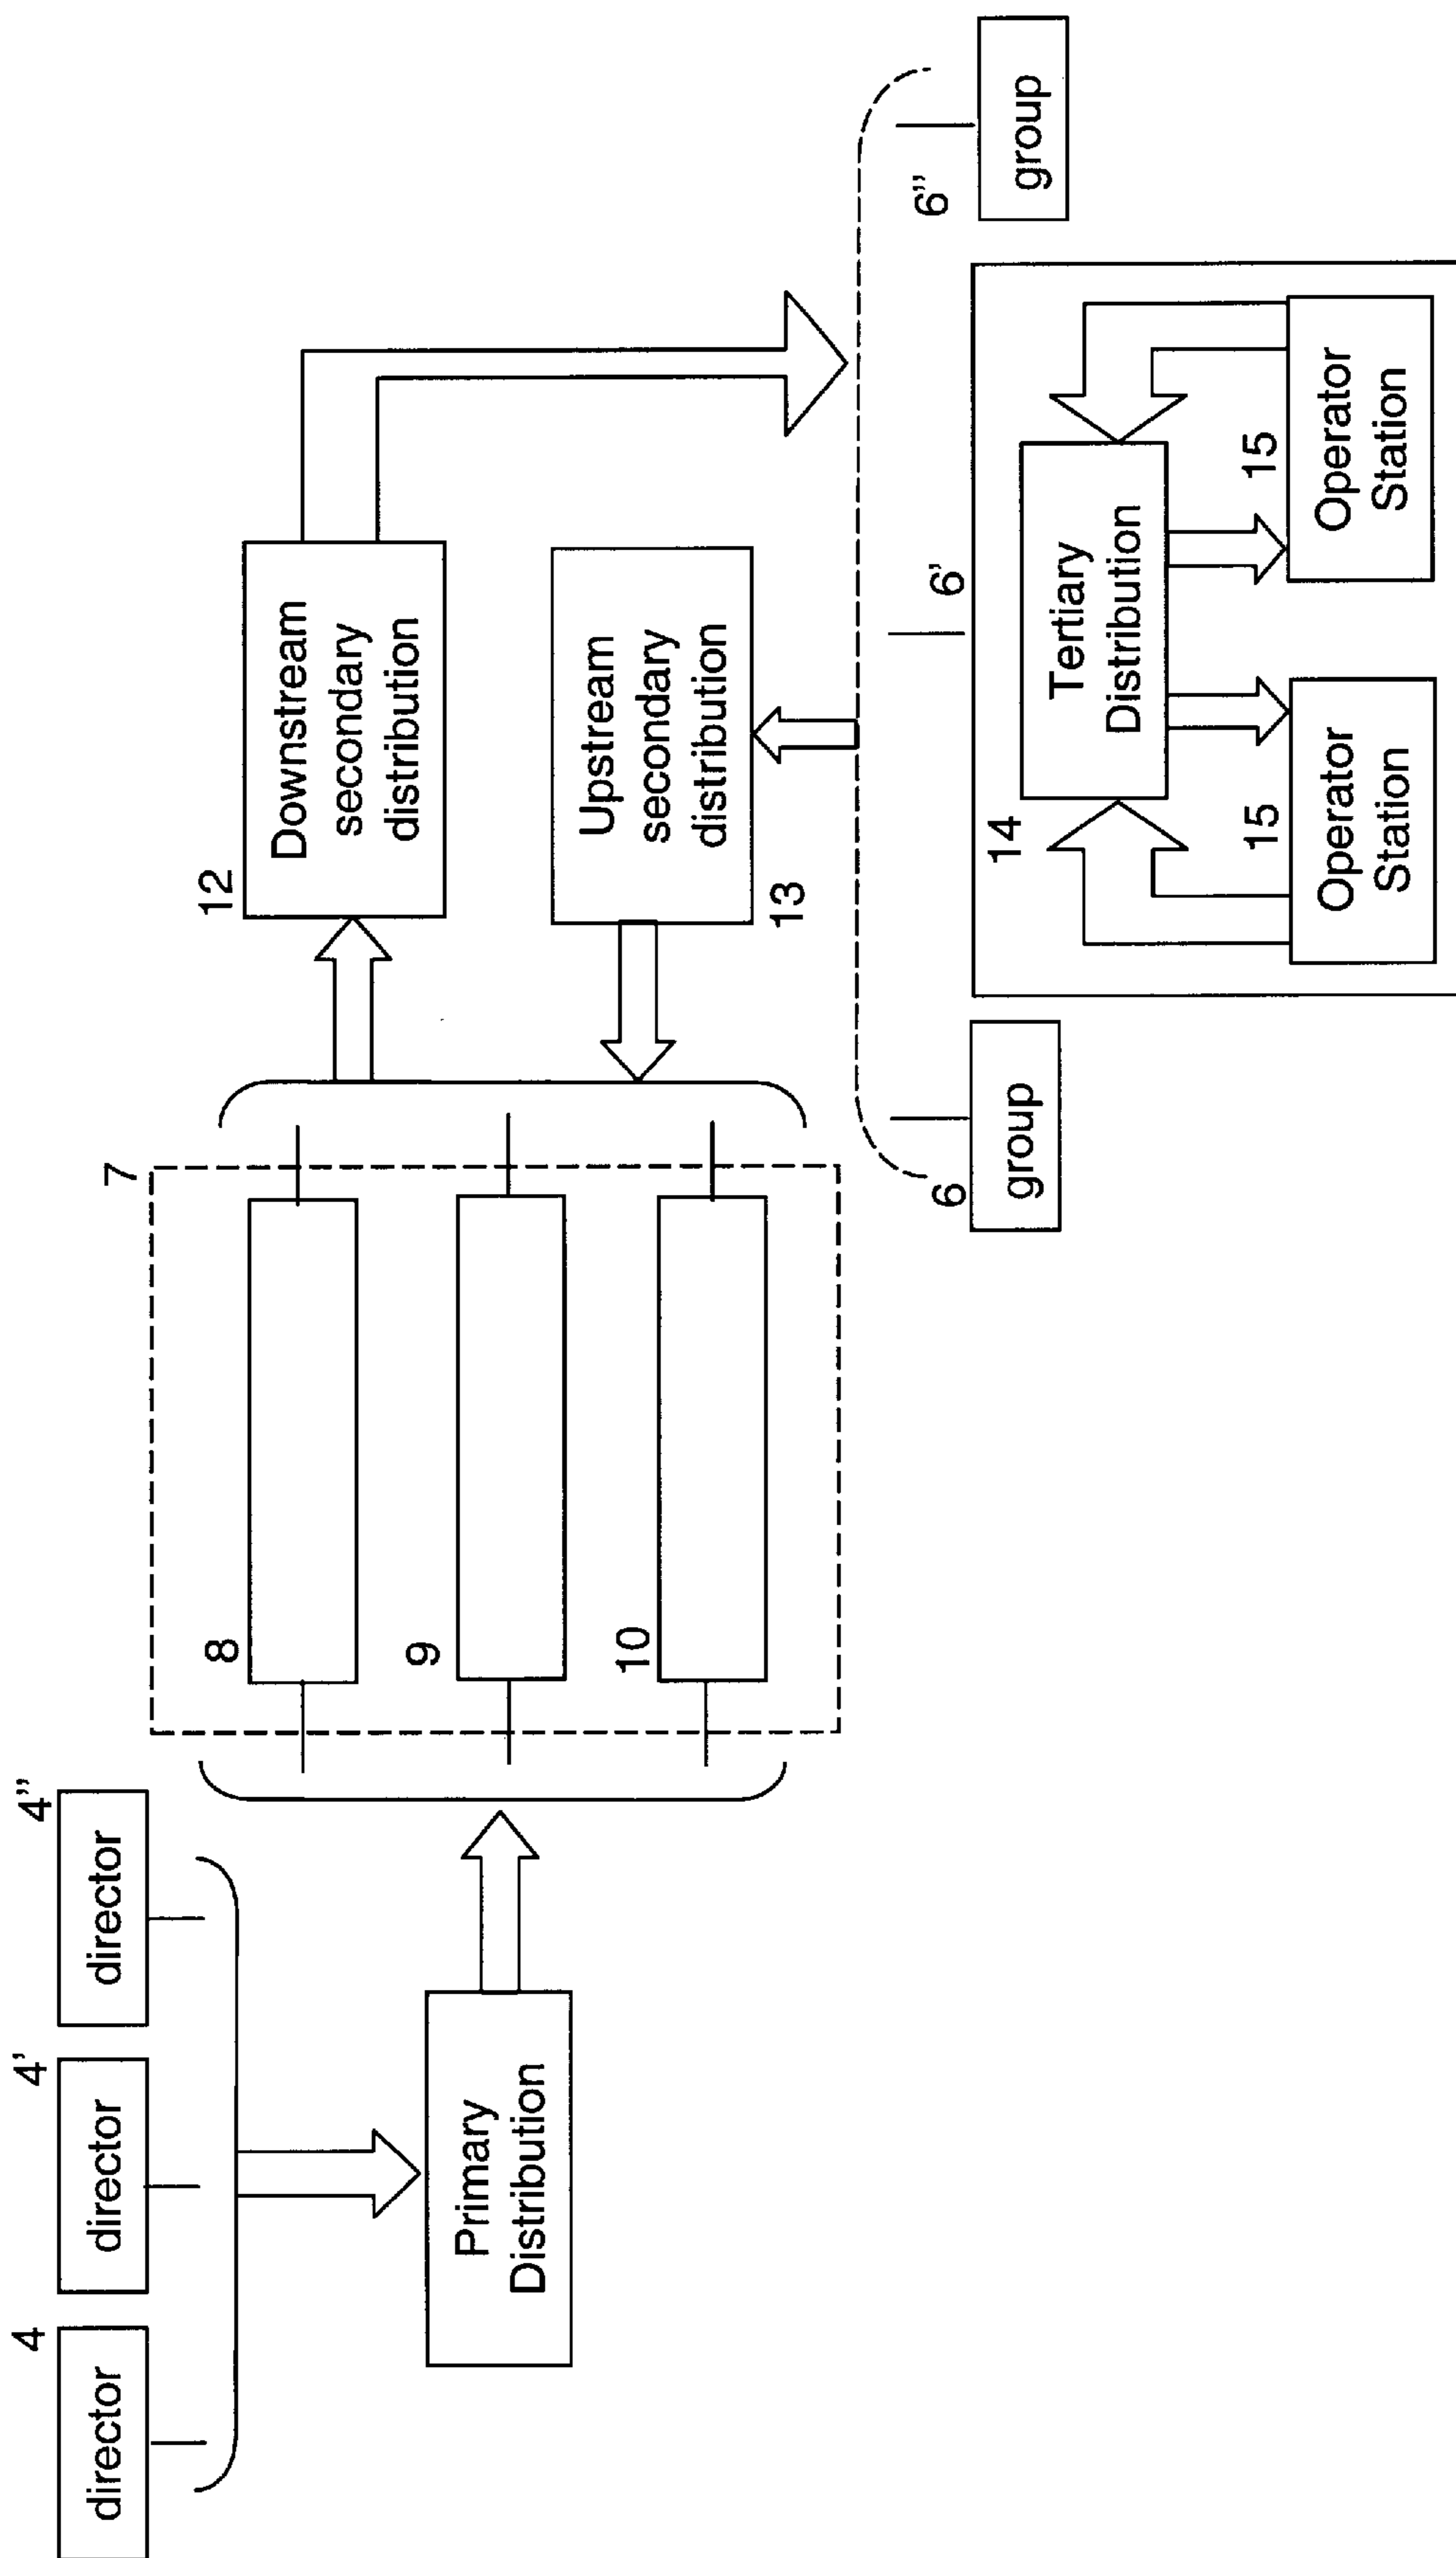 4
director
4'
director
4”
director
Primary
Distribution
7
8
9
10
12
Downstream
secondary
distribution
Upstream
secondary
distribution
13
6
group
6'
6”
group
14
Tertiary
Distribution
15
Operator
Station
15
Operator
Station